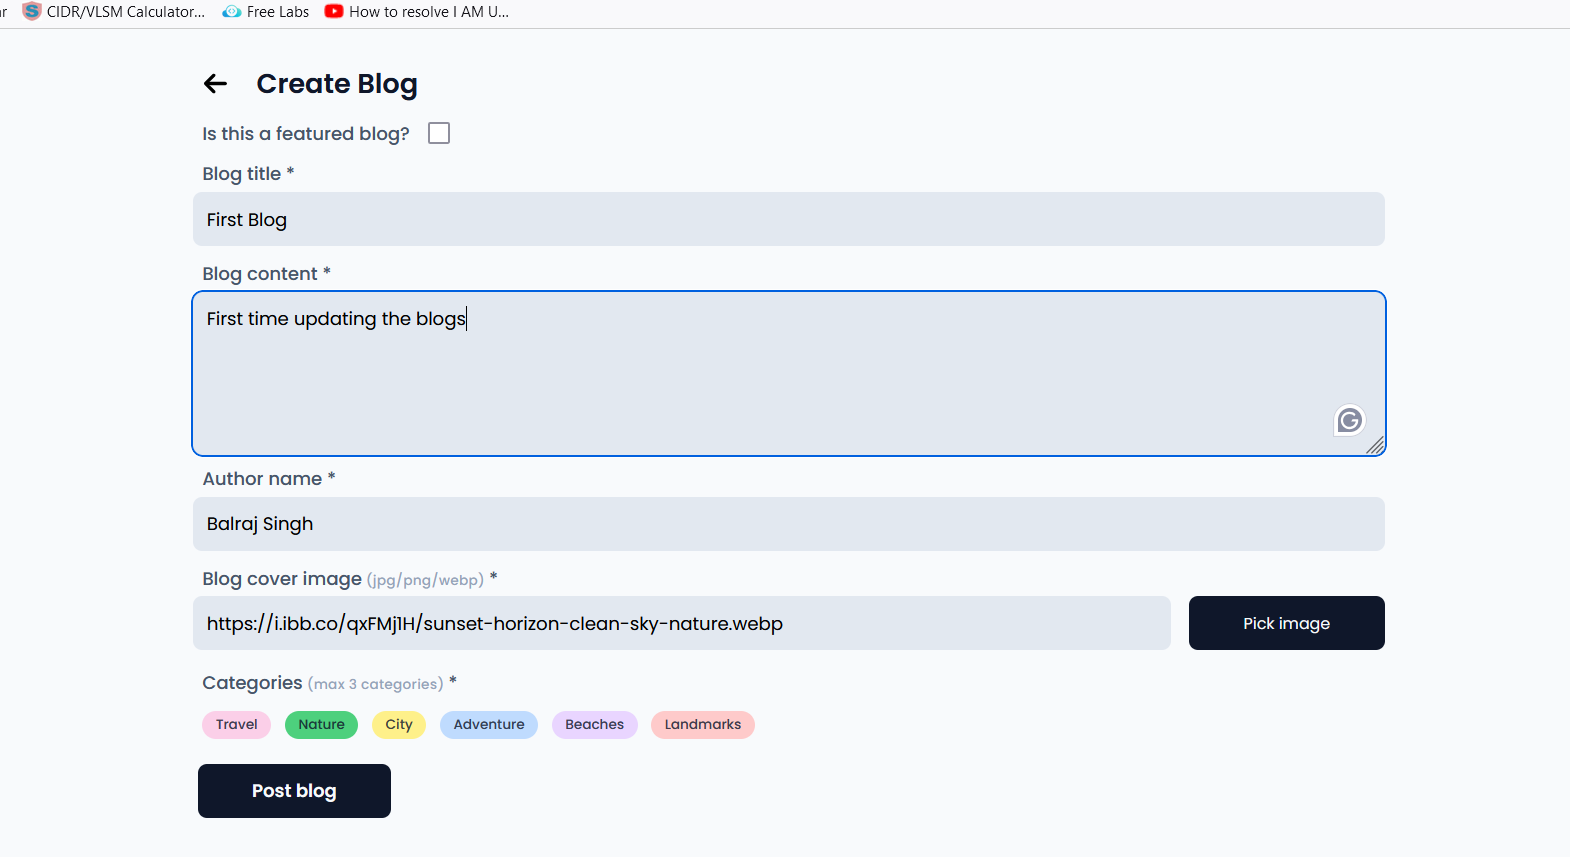 CIDR/VLSM Calculator... Free Labs How to resolve I AM U...
Create Blog
Is this a featured blog?
Blog title *
First Blog
Blog content *
First time updating the blogs
Author name *
Balraj Singh
Blog cover image (jpg/png/webp) *
https://i.ibb.co/qxFMj1H/sunset-horizon-clean-sky-nature.webp Pick image
Categories (max 3 categories) *
Travel Nature City Adventure Beaches Landmarks
Post blog